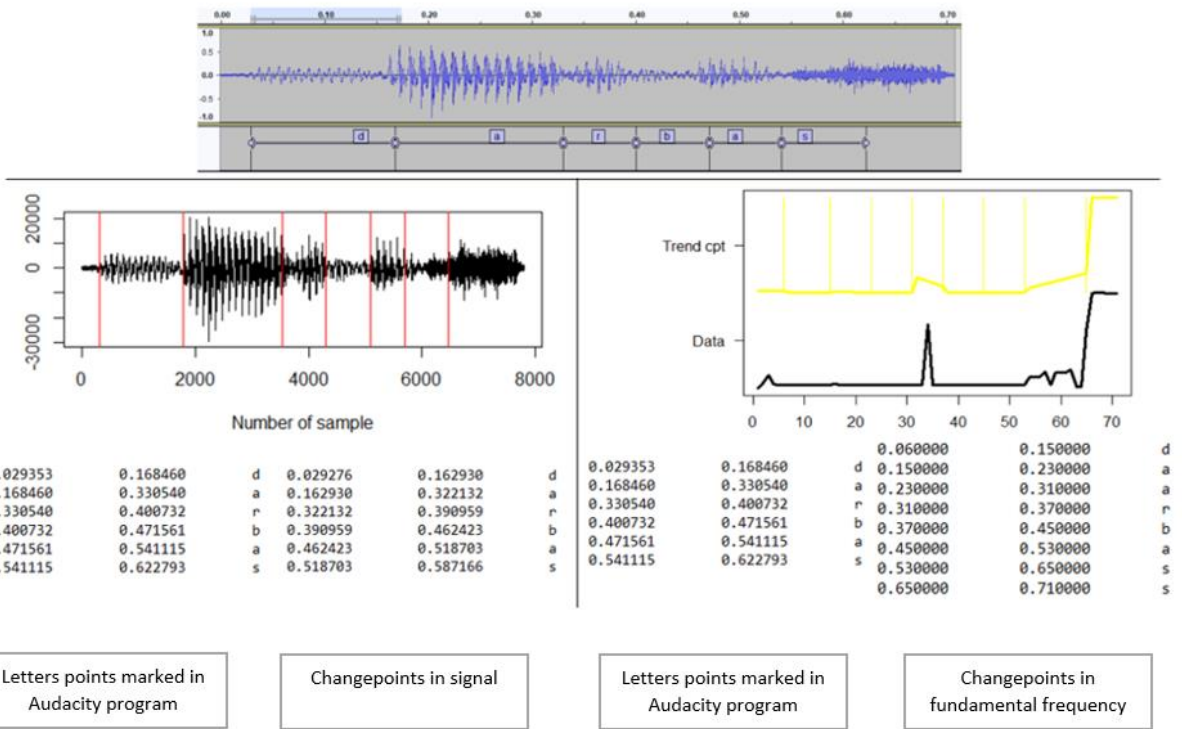 0.00 0.10 0.20 0.30 0.40 0.50 0.60 0.70
1.0
0.5
0.0
-0.5
-1.0
d a r b a s
20000
0
-30000
0 2000 4000 6000 8000
Number of sample
Trend cpt
Data
0 10 20 30 40 50 60 70
.029353 0.168460 d 0.029276 0.162930 d
.168460 0.330540 a 0.162930 0.322132 a
.330540 0.400732 r 0.322132 0.390959 r
.400732 0.471561 b 0.390959 0.462423 b
.471561 0.541115 a 0.462423 0.518703 a
.541115 0.622793 s 0.518703 0.587166 s
0.029353 0.168460 d
0.168460 0.330540 a
0.330540 0.400732 r
0.400732 0.471561 b
0.471561 0.541115 a
0.541115 0.622793 s
0.060000 0.150000 d
0.150000 0.230000 a
0.230000 0.310000 a
0.310000 0.370000 r
0.370000 0.450000 b
0.450000 0.530000 a
0.530000 0.650000 s
0.650000 0.710000 s
Letters points marked in
Audacity program
Changepoints in signal
Letters points marked in
Audacity program
Changepoints in
fundamental frequency